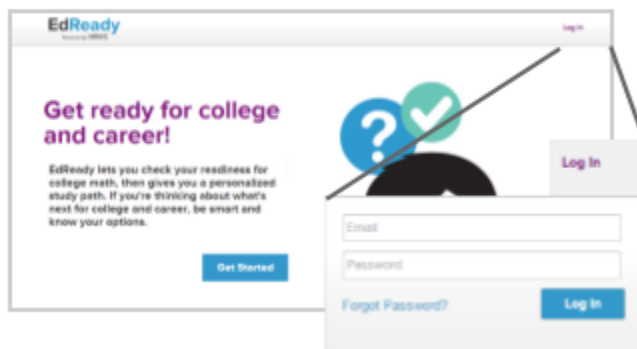 EdReady
Log In
Get ready for college
and career!
EdReady lets you check your readiness for
college math, then gives you a personalized
study path. If you're thinking about what's
next for college and career, be smart and
know your options.
Get Started
Log In
Email
Password
Forgot Password?
Log In